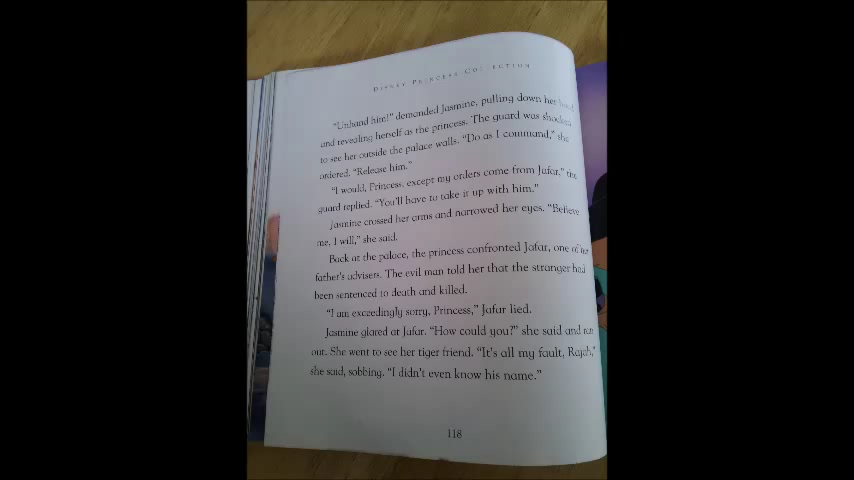 DISNEY PRINCESS COLLECTION
"Unhand him!" demanded Jasmine, pulling down her
and revealing herself as the princess. The guard was shocked
to see her outside the palace walls. "Do as I command," she
ordered. "Release him."
"I would, Princess, except my orders come from Jafar," the
guard replied. "You'll have to take it up with him."
Jasmine crossed her arms and narrowed her eyes. "Believe
me, I will," she said.
Back at the palace, the princess confronted Jafar, one of her
father's advisers. The evil man told her that the stranger had
been sentenced to death and killed.
"I am exceedingly sorry, Princess," Jafar lied.
Jasmine glared at Jafar. "How could you?" she said and ran
out. She went to see her tiger friend. "It's all my fault, Rajah,"
she said, sobbing. "I didn't even know his name."
118